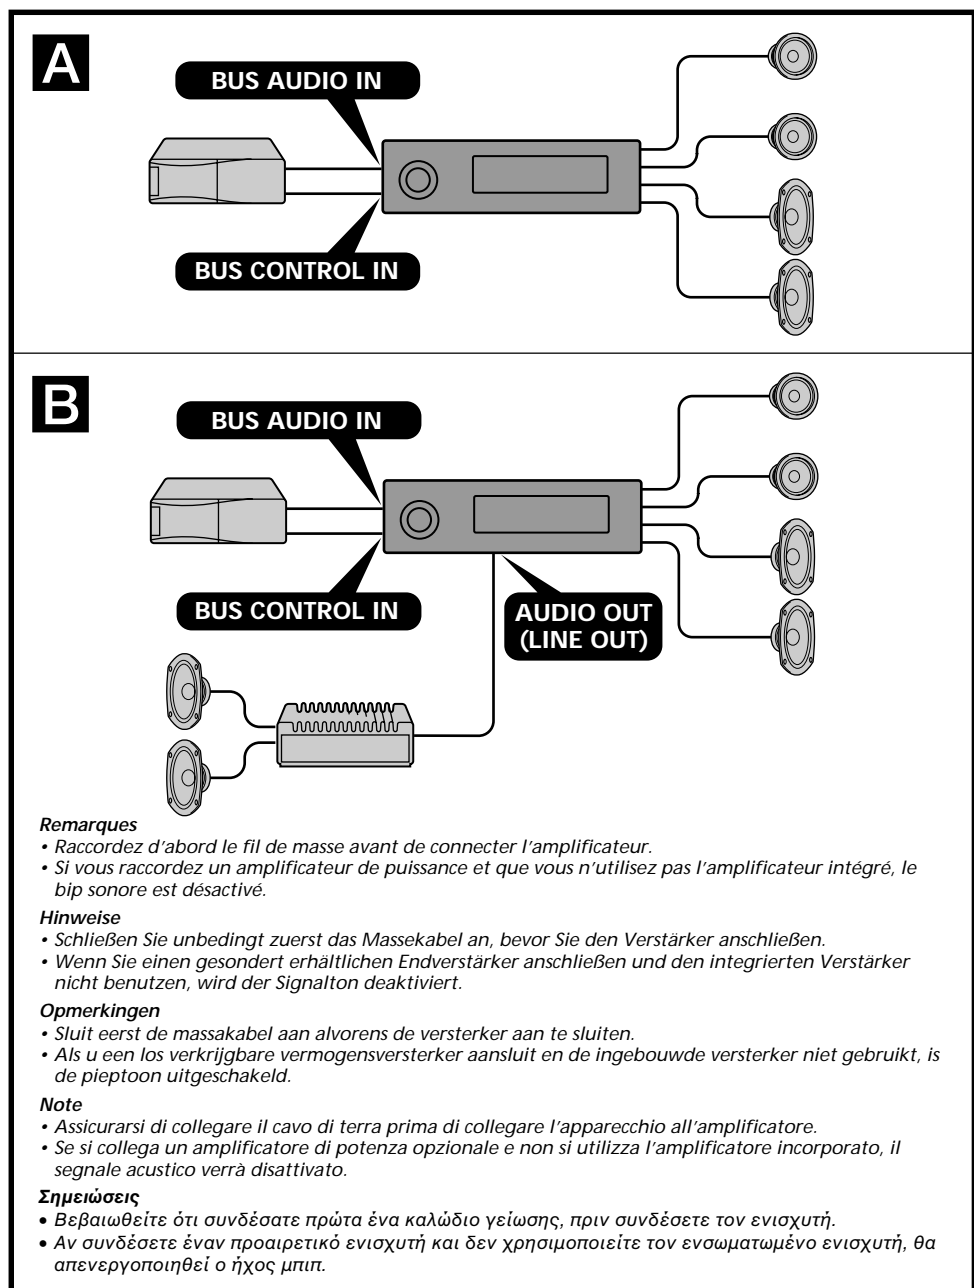 A
BUS AUDIO IN
BUS CONTROL IN
B
BUS AUDIO IN
BUS CONTROL IN
AUDIO OUT
(LINE OUT)
Remarques
• Raccordez d’abord le fil de masse avant de connecter l’amplificateur.
• Si vous raccordez un amplificateur de puissance et que vous n’utilisez pas l’amplificateur intégré, le
bip sonore est désactivé.
Hinweise
• Schließen Sie unbedingt zuerst das Massekabel an, bevor Sie den Verstärker anschließen.
• Wenn Sie einen gesondert erhältlichen Endverstärker anschließen und den integrierten Verstärker
nicht benutzen, wird der Signalton deaktiviert.
Opmerkingen
• Sluit eerst de massakabel aan alvorens de versterker aan te sluiten.
• Als u een los verkrijgbare vermogensversterker aansluit en de ingebouwde versterker niet gebruikt, is
de pieptoon uitgeschakeld.
Note
• Assicurarsi di collegare il cavo di terra prima di collegare l’apparecchio all’amplificatore.
• Se si collega un amplificatore di potenza opzionale e non si utilizza l’amplificatore incorporato, il
segnale acustico verrà disattivato.
Σημειώσεις
• Βεβαιωθείτε ότι συνδέσατε πρώτα ένα καλώδιο γείωσης, πριν συνδέσετε τον ενισχυτή.
• Αν συνδέσετε έναν προαιρετικό ενισχυτή και δεν χρησιμοποιείτε τον ενσωματωμένο ενισχυτή, θα
απενεργοποιηθεί ο ήχος μπιπ.